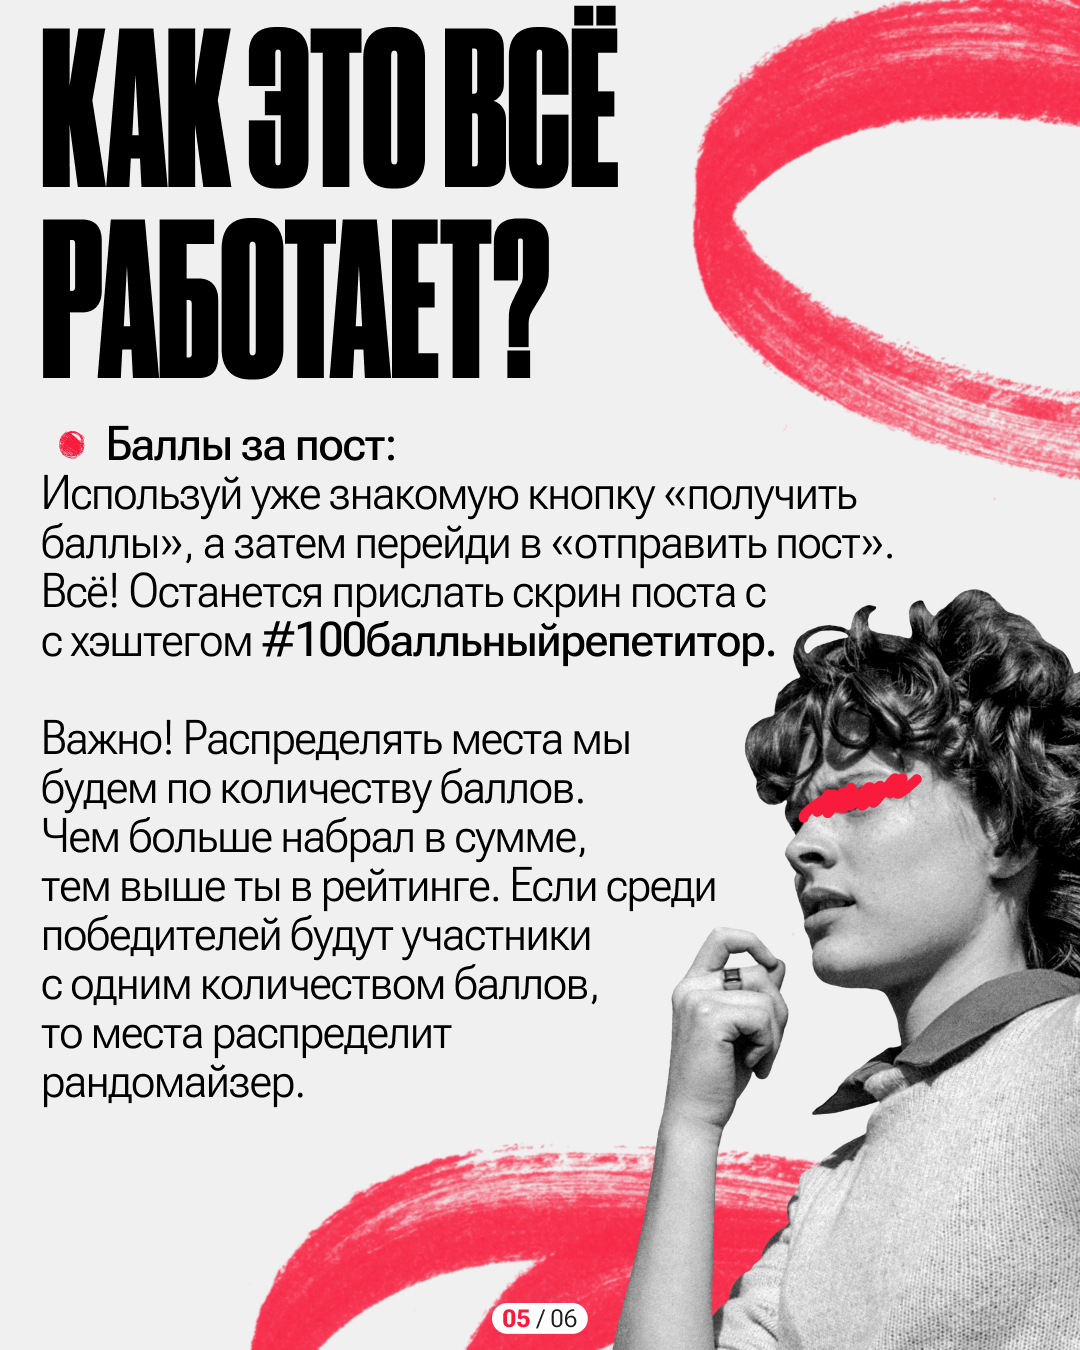 КАК ЭТО ВСЁ
РАБОТАЕТ?
Баллы за пост:
Используй уже знакомую кнопку «получить
баллы», а затем перейди в «отправить пост».
Всё! Останется прислать скрин поста с
с хэштегом #100балльныйрепетитор.
Важно! Распределять места мы
будем по количеству баллов.
Чем больше набрал в сумме,
тем выше ты в рейтинге. Если среди
победителей будут участники
с одним количеством баллов,
то места распределит
рандомайзер.
05 / 06